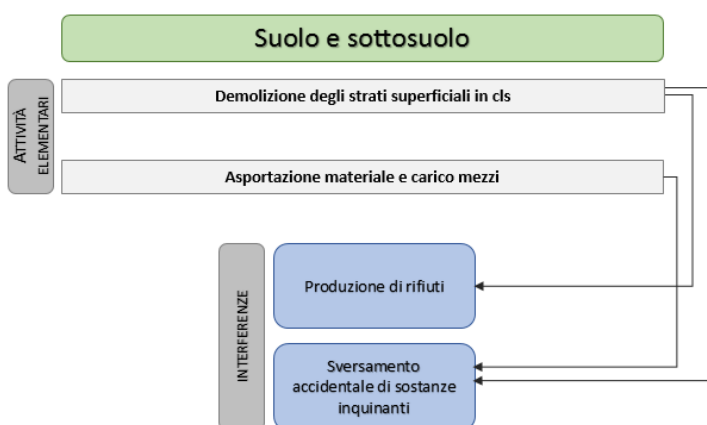 Suolo e sottosuolo
ATTIVITÀ
ELEMENTARI
Demolizione degli strati superficiali in cls
Asportazione materiale e carico mezzi
INTERFERENZE
Produzione di rifiuti
Sversamento
accidentale di sostanze
inquinanti